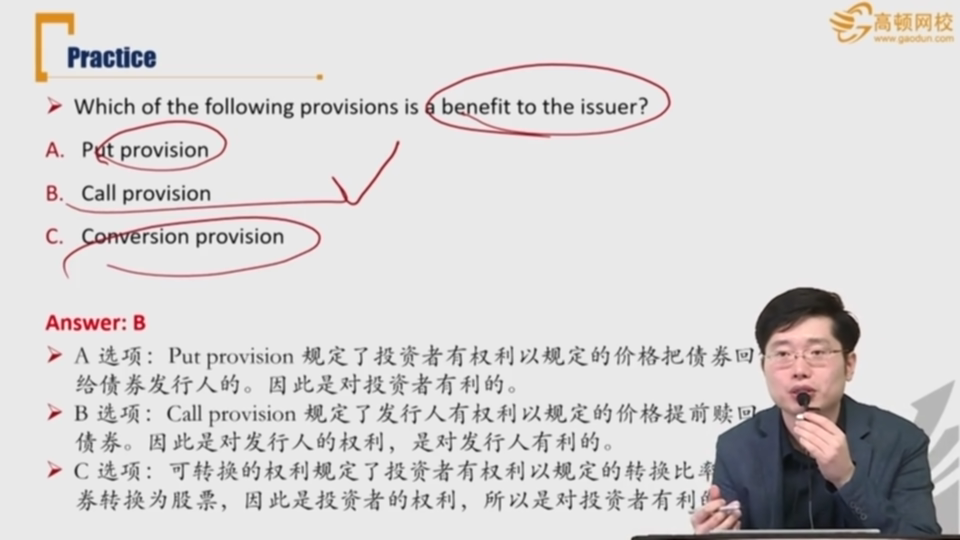 高顿网校
www.gaodun.com
Practice
Which of the following provisions is a benefit to the issuer?
A. Put provision
B. Call provision
C. Conversion provision
Answer: B
A 选项：Put provision 规定了投资者有权利以规定的价格把债券回
给债券发行人的。因此是对投资者有利的。
B 选项：Call provision 规定了发行人有权利以规定的价格提前赎回
债券。因此是对发行人的权利，是对发行人有利的。
C 选项：可转换的权利规定了投资者有权利以规定的转换比率
券转换为股票，因此是投资者的权利，所以是对投资者有利的